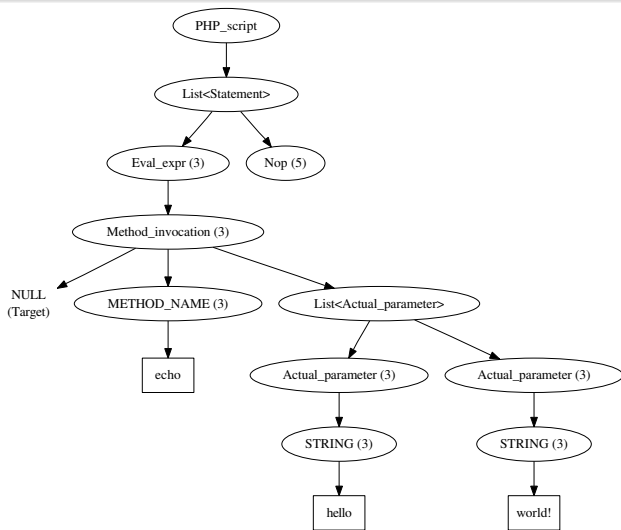 PHP_script
List<Statement>
Eval_expr (3)
Nop (5)
Method_invocation (3)
NULL
(Target)
METHOD_NAME (3)
List<Actual_parameter>
echo
Actual_parameter (3)
Actual_parameter (3)
STRING (3)
STRING (3)
hello
world!